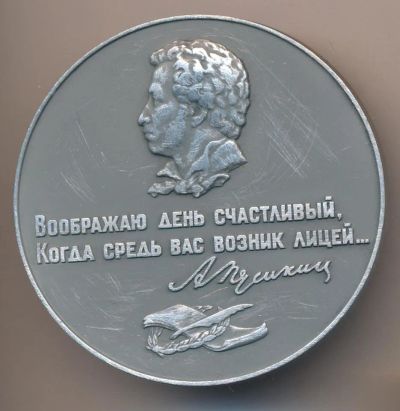 Воображаю день счастливый,
Когда средь вас возник лицей...
А Пушкин